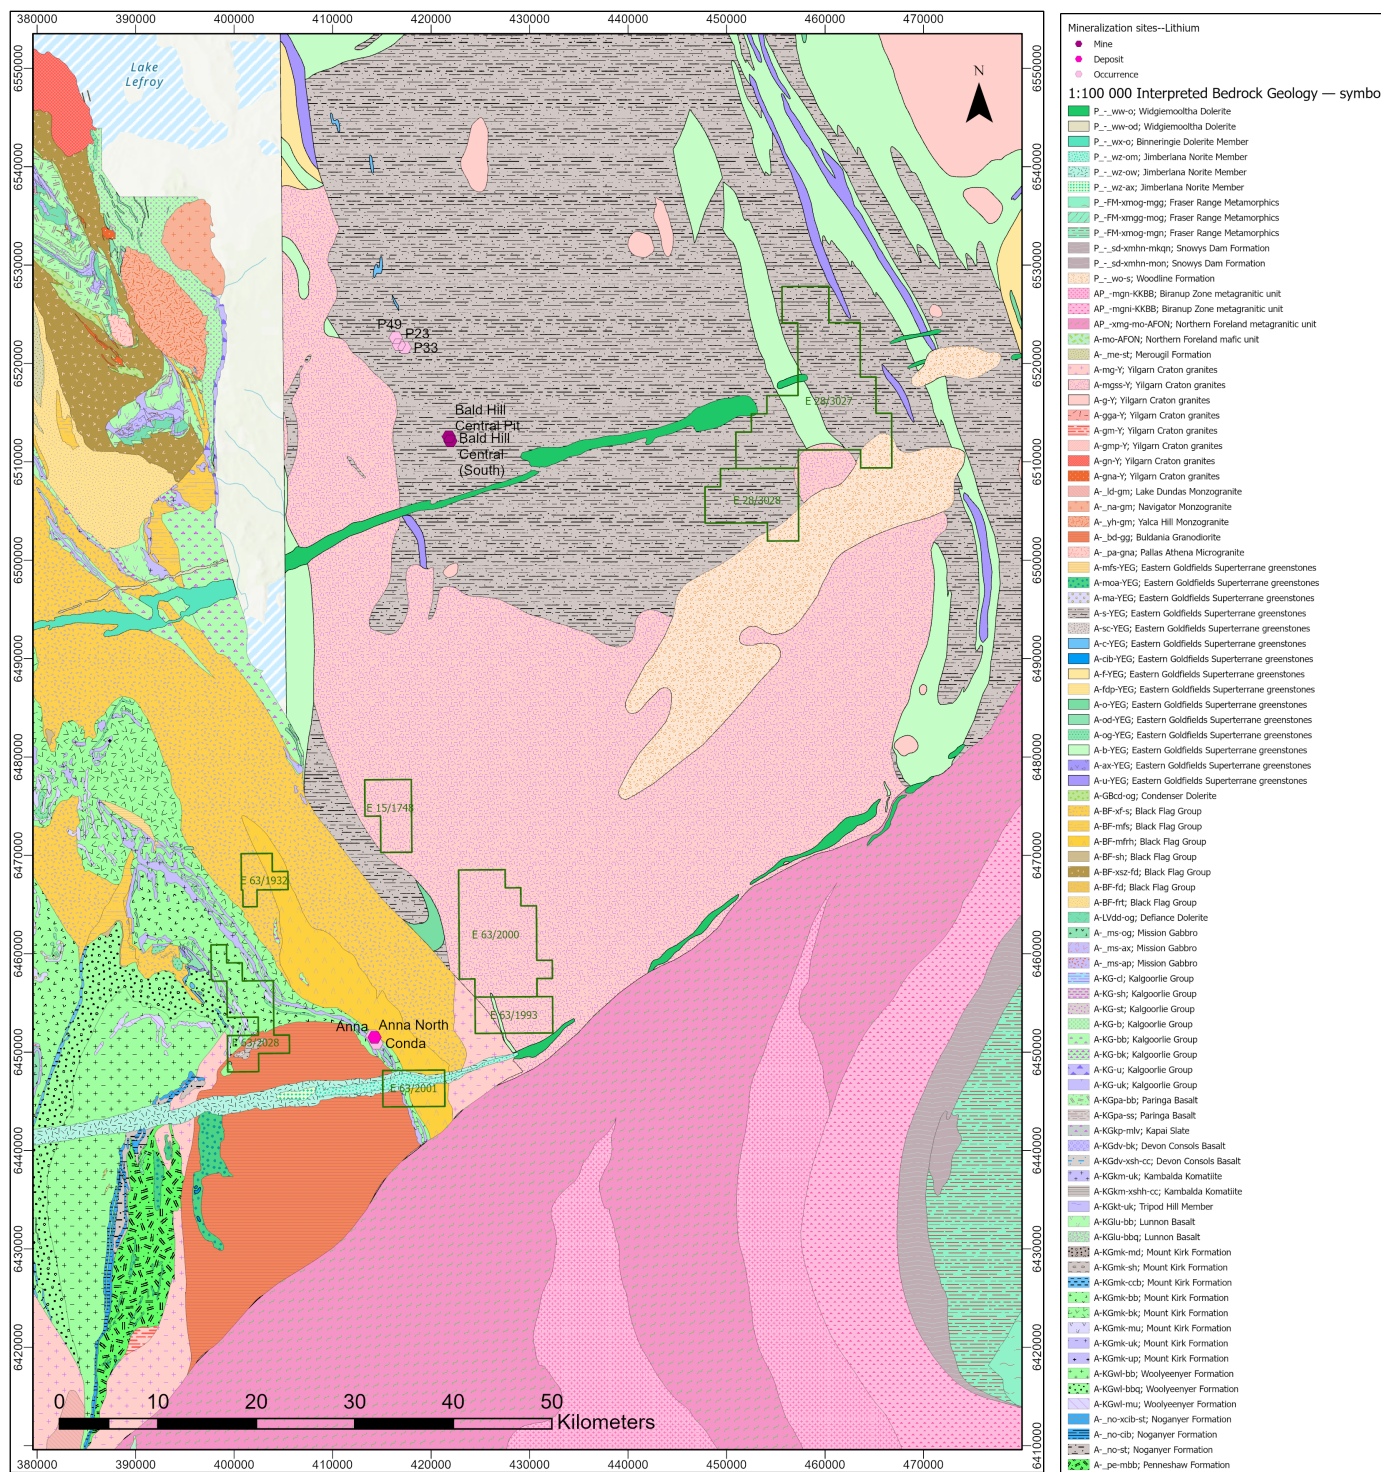 380000 390000 400000 410000 420000 430000 440000 450000 460000 470000
6550000
6540000
6530000
6520000
6510000
6500000
6490000
6480000
6470000
6460000
6450000
6440000
6430000
6420000
Lake
Lefroy
N
P49
P23
P33
Bald Hill
Central Pit
Bald Hill
Central
(South)
E 28/3027
E 28/3028
E 15/1748
E 63/1932
E 63/2000
E 63/1993
Anna
Anna North
Conda
E 63/2028
E 63/2001
0 10 20 30 40 50
Kilometers
6550000
6540000
6530000
6520000
6510000
6500000
6490000
6480000
6470000
6460000
6450000
6440000
6430000
6420000
6410000
380000 390000 400000 410000 420000 430000 440000 450000 460000 470000
Mineralization sites--Lithium
Mine
Deposit
Occurrence
1:100 000 Interpreted Bedrock Geology — symbo
P_-_ww-o; Widgiemooltha Dolerite
P_-_ww-od; Widgiemooltha Dolerite
P_-_wx-o; Binneringie Dolerite Member
P_-_wz-om; Jimberlana Norite Member
P_-_wz-ow; Jimberlana Norite Member
P_-_wz-ax; Jimberlana Norite Member
P_-FM-xmog-mgg; Fraser Range Metamorphics
P_-FM-xmgg-mog; Fraser Range Metamorphics
P_-FM-xmog-mgn; Fraser Range Metamorphics
P_-_sd-xmhn-mkqn; Snowys Dam Formation
P_-_sd-xmhn-mon; Snowys Dam Formation
P_-_wo-s; Woodline Formation
AP_-mgn-KKBB; Biranup Zone metagranitic unit
AP_-mgni-KKBB; Biranup Zone metagranitic unit
AP_-xmg-mo-AFON; Northern Foreland metagranitic unit
A-mo-AFON; Northern Foreland mafic unit
A-_me-st; Merougil Formation
A-mg-Y; Yilgarn Craton granites
A-mgss-Y; Yilgarn Craton granites
A-g-Y; Yilgarn Craton granites
A-gga-Y; Yilgarn Craton granites
A-gm-Y; Yilgarn Craton granites
A-gmp-Y; Yilgarn Craton granites
A-gn-Y; Yilgarn Craton granites
A-gna-Y; Yilgarn Craton granites
A-_ld-gm; Lake Dundas Monzogranite
A-_na-gm; Navigator Monzogranite
A-_yh-gm; Yalca Hill Monzogranite
A-_bd-gg; Buldania Granodiorite
A-_pa-gna; Pallas Athena Microgranite
A-mfs-YEG; Eastern Goldfields Superterrane greenstones
A-moa-YEG; Eastern Goldfields Superterrane greenstones
A-ma-YEG; Eastern Goldfields Superterrane greenstones
A-s-YEG; Eastern Goldfields Superterrane greenstones
A-sc-YEG; Eastern Goldfields Superterrane greenstones
A-c-YEG; Eastern Goldfields Superterrane greenstones
A-cib-YEG; Eastern Goldfields Superterrane greenstones
A-f-YEG; Eastern Goldfields Superterrane greenstones
A-fdp-YEG; Eastern Goldfields Superterrane greenstones
A-o-YEG; Eastern Goldfields Superterrane greenstones
A-od-YEG; Eastern Goldfields Superterrane greenstones
A-og-YEG; Eastern Goldfields Superterrane greenstones
A-b-YEG; Eastern Goldfields Superterrane greenstones
A-ax-YEG; Eastern Goldfields Superterrane greenstones
A-u-YEG; Eastern Goldfields Superterrane greenstones
A-GBcd-og; Condenser Dolerite
A-BF-xf-s; Black Flag Group
A-BF-mfs; Black Flag Group
A-BF-mfrh; Black Flag Group
A-BF-sh; Black Flag Group
A-BF-xsz-fd; Black Flag Group
A-BF-fd; Black Flag Group
A-BF-frt; Black Flag Group
A-LVdd-og; Defiance Dolerite
A-_ms-og; Mission Gabbro
A-_ms-ax; Mission Gabbro
A-_ms-ap; Mission Gabbro
A-KG-cl; Kalgoorlie Group
A-KG-sh; Kalgoorlie Group
A-KG-st; Kalgoorlie Group
A-KG-b; Kalgoorlie Group
A-KG-bb; Kalgoorlie Group
A-KG-bk; Kalgoorlie Group
A-KG-u; Kalgoorlie Group
A-KG-uk; Kalgoorlie Group
A-KGpa-bb; Paringa Basalt
A-KGpa-ss; Paringa Basalt
A-KGkp-mlv; Kapai Slate
A-KGdv-bk; Devon Consols Basalt
A-KGdv-xsh-cc; Devon Consols Basalt
A-KGkm-uk; Kambalda Komatiite
A-KGkm-xshh-cc; Kambalda Komatiite
A-KGkt-uk; Tripod Hill Member
A-KGlu-bb; Lunnon Basalt
A-KGlu-bbq; Lunnon Basalt
A-KGmk-md; Mount Kirk Formation
A-KGmk-sh; Mount Kirk Formation
A-KGmk-ccb; Mount Kirk Formation
A-KGmk-bb; Mount Kirk Formation
A-KGmk-bk; Mount Kirk Formation
A-KGmk-mu; Mount Kirk Formation
A-KGmk-uk; Mount Kirk Formation
A-KGmk-up; Mount Kirk Formation
A-KGwl-bb; Woolyeenyer Formation
A-KGwl-bbq; Woolyeenyer Formation
A-KGwl-mu; Woolyeenyer Formation
A-_no-xcib-st; Noganyer Formation
A-_no-cib; Noganyer Formation
A-_no-st; Noganyer Formation
A-_pe-mbb; Penneshaw Formation